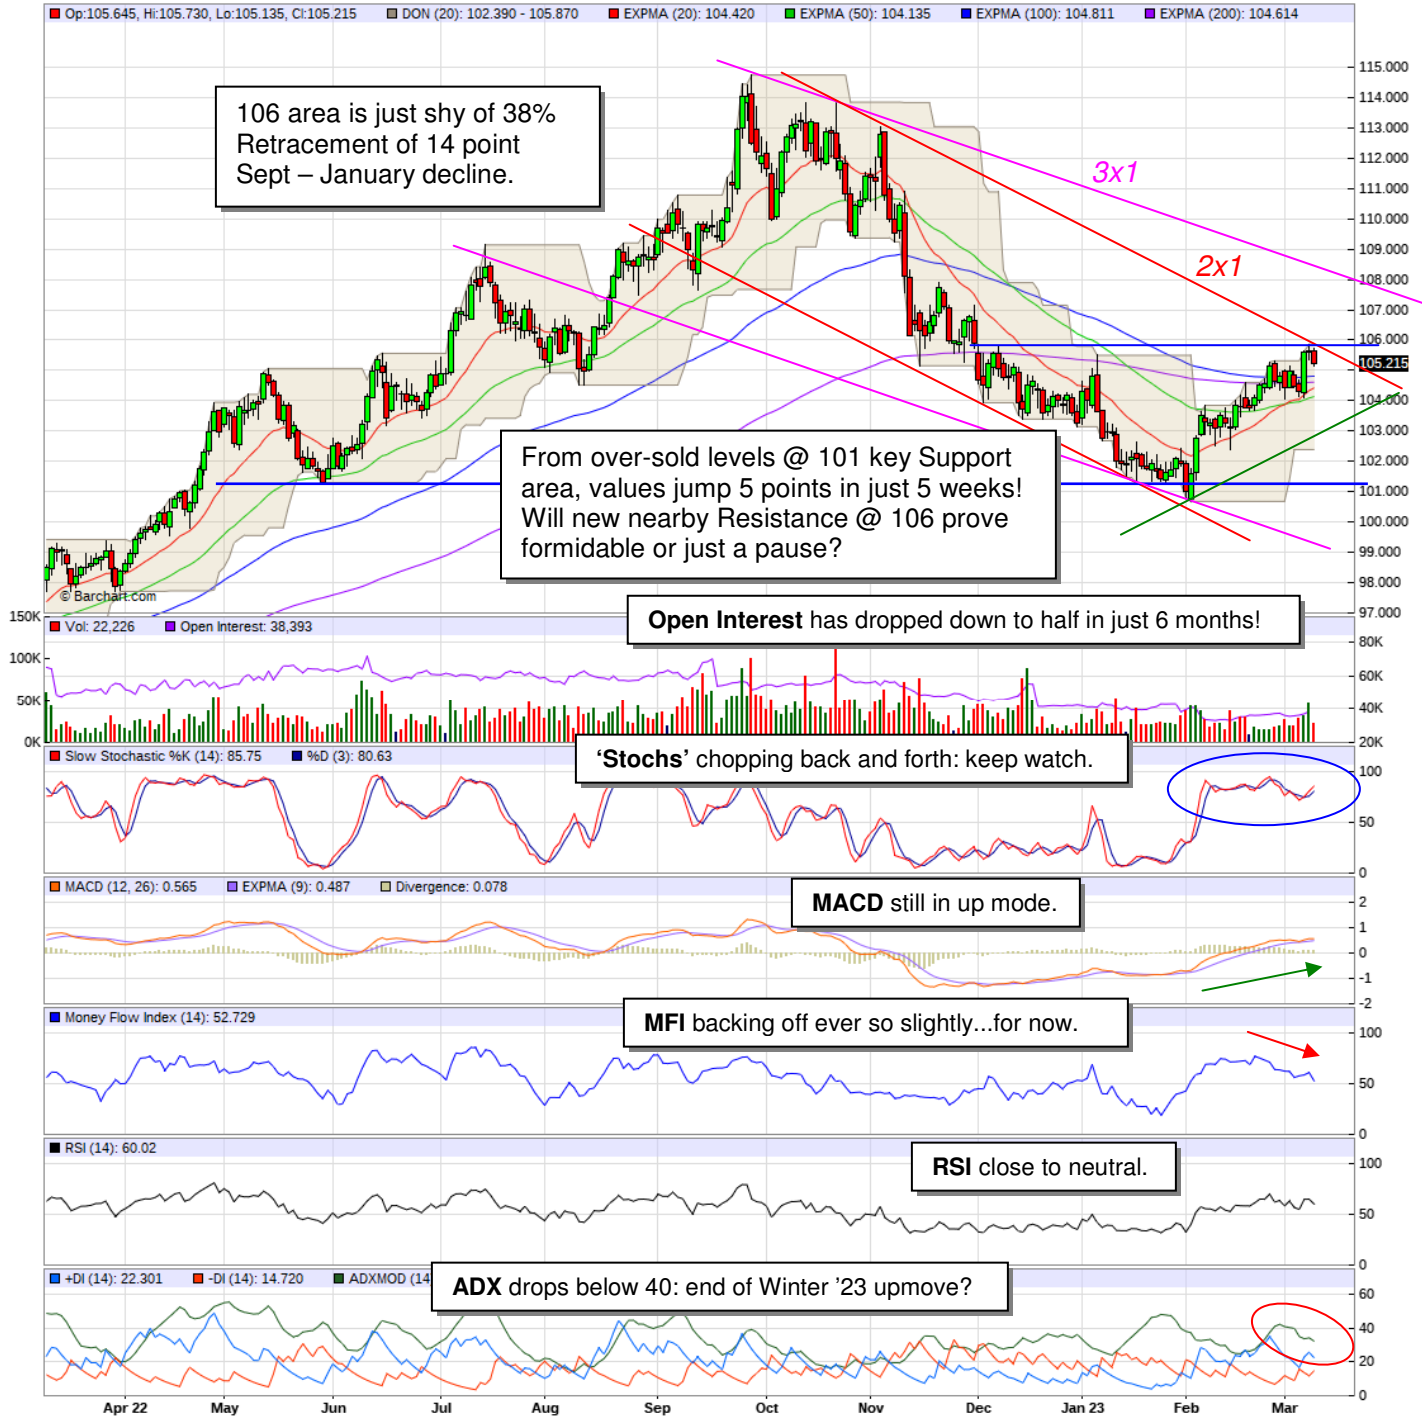 Op:105.645, Hi:105.730, Lo:105.135, Cl:105.215 DON (20): 102.390 - 105.870 EXPMA (20): 104.420 EXPMA (50): 104.135 EXPMA (100): 104.811 EXPMA (200): 104.614
115.000
114.000
113.000
112.000
111.000
110.000
109.000
108.000
107.000
106.000
105.215
104.000
103.000
102.000
101.000
100.000
99.000
98.000
97.000
106 area is just shy of 38%
Retracement of 14 point
Sept – January decline.
3x1
2x1
From over-sold levels @ 101 key Support
area, values jump 5 points in just 5 weeks!
Will new nearby Resistance @ 106 prove
formidable or just a pause?
© Barchart.com
Open Interest has dropped down to half in just 6 months!
150K
Vol: 22,226 Open Interest: 38,393
100K
50K
0K
80K
60K
40K
20K
'Stochs' chopping back and forth: keep watch.
Slow Stochastic %K (14): 85.75 %D (3): 80.63
100
50
0
MACD (12, 26): 0.565 EXPMA (9): 0.487 Divergence: 0.078
MACD still in up mode.
2
1
0
-1
-2
Money Flow Index (14): 52.729
MFI backing off ever so slightly...for now.
100
50
0
RSI (14): 60.02
RSI close to neutral.
100
50
0
+DI (14): 22.301 -DI (14): 14.720 ADXMOD (14
ADX drops below 40: end of Winter '23 upmove?
60
40
20
0
Apr 22 May Jun Jul Aug Sep Oct Nov Dec Jan 23 Feb Mar